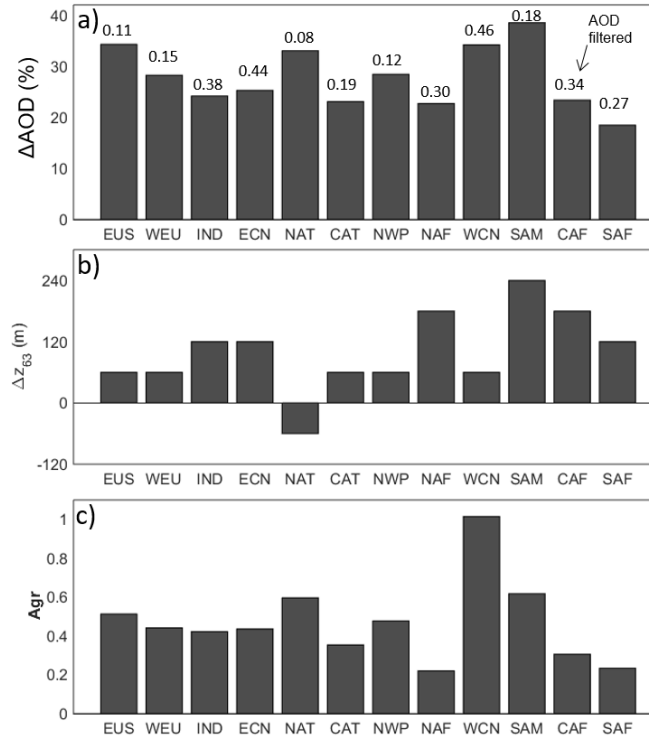 a)
ΔAOD (%)
40
30
20
10
0
0.11
0.15
0.38
0.44
0.08
0.19
0.12
0.30
0.46
0.18
0.34
0.27
AOD
filtered
EUS WEU IND ECN NAT CAT NWP NAF WCN SAM CAF SAF
b)
Δz63 (m)
240
120
0
-120
EUS WEU IND ECN NAT CAT NWP NAF WCN SAM CAF SAF
c)
Agr
1
0.8
0.6
0.4
0.2
0
EUS WEU IND ECN NAT CAT NWP NAF WCN SAM CAF SAF